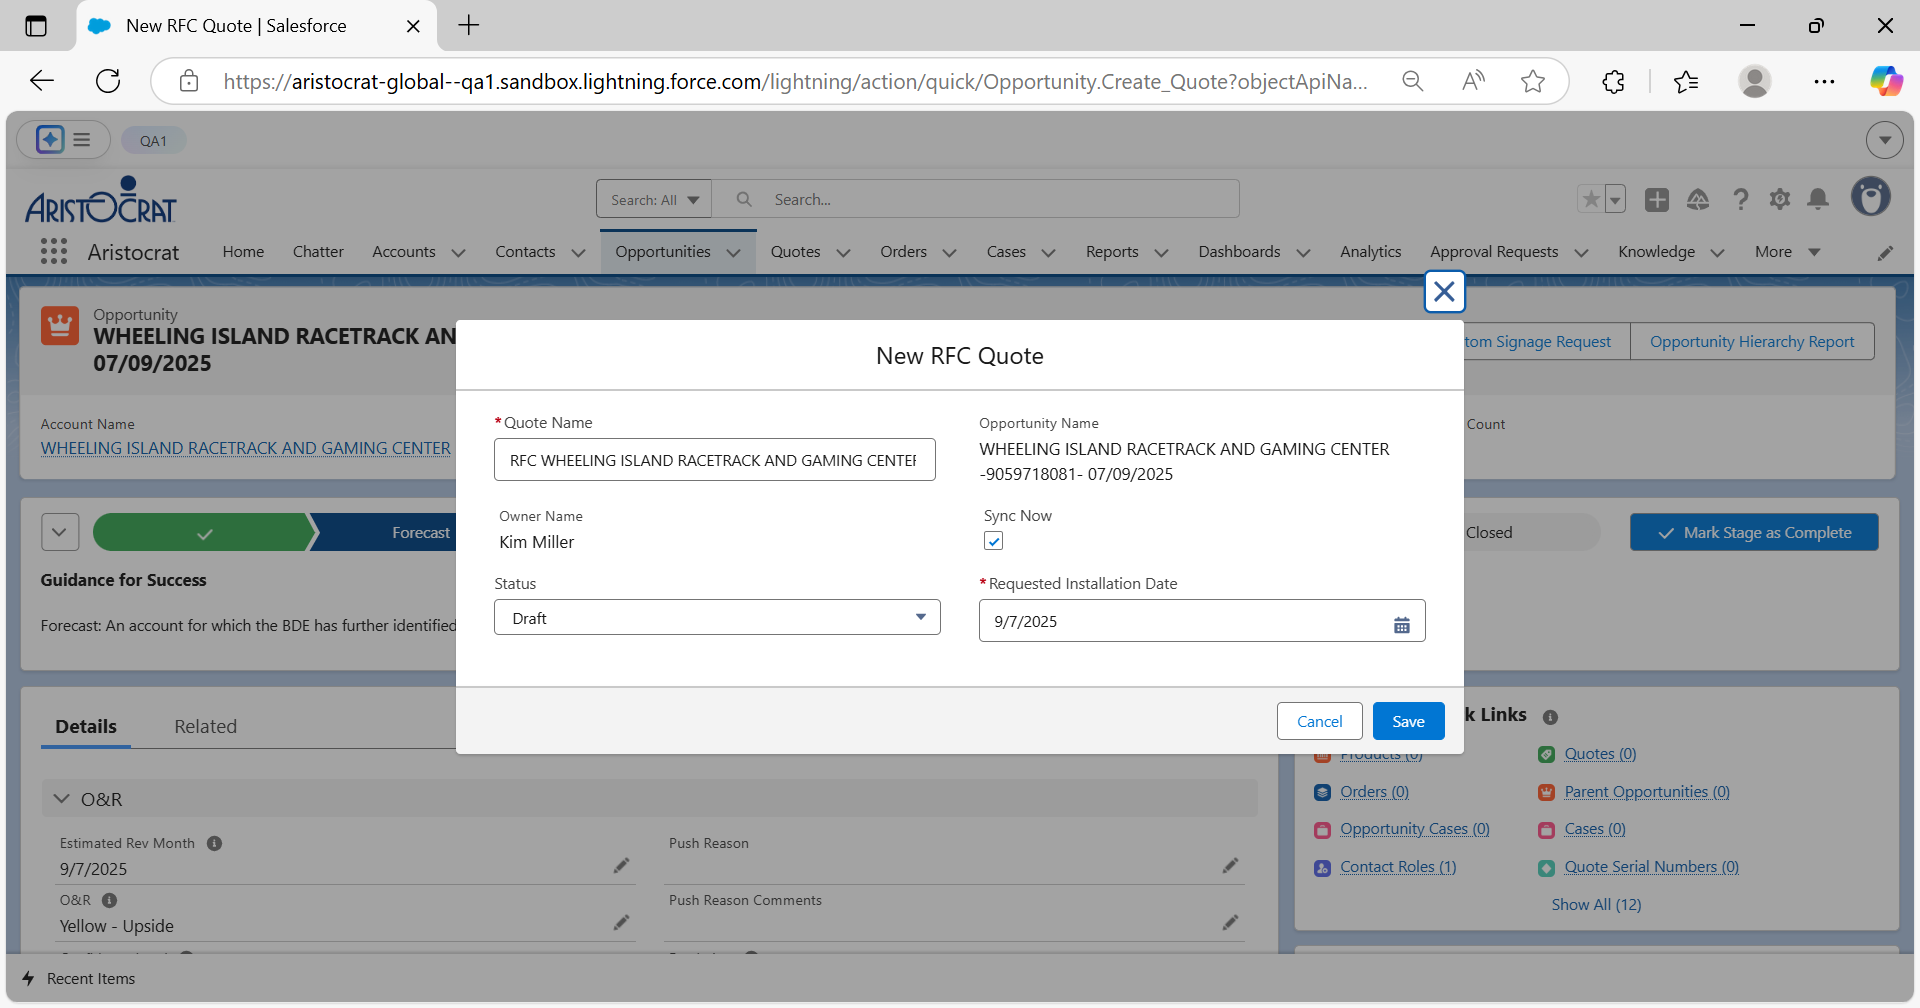 New RFC Quote | Salesforce
https://aristocrat-global--qa1.sandbox.lightning.force.com/lightning/action/quick/Opportunity.Create_Quote?objectApiNa...
QA1
ARISTOCRAT
Search: All
Search...
Aristocrat
Home
Chatter
Accounts
Contacts
Opportunities
Quotes
Orders
Cases
Reports
Dashboards
Analytics
Approval Requests
Knowledge
More
Opportunity
WHEELING ISLAND RACETRACK AN
07/09/2025
tom Signage Request
Opportunity Hierarchy Report
Account Name
WHEELING ISLAND RACETRACK AND GAMING CENTER
Count
Forecast
Closed
Mark Stage as Complete
Guidance for Success
Forecast: An account for which the BDE has further identified
New RFC Quote
*Quote Name
RFC WHEELING ISLAND RACETRACK AND GAMING CENTER
Opportunity Name
WHEELING ISLAND RACETRACK AND GAMING CENTER
-9059718081- 07/09/2025
Owner Name
Kim Miller
Sync Now
Status
Draft
*Requested Installation Date
9/7/2025
Cancel
Save
Details
Related
O&R
Estimated Rev Month
9/7/2025
Push Reason
O&R
Yellow - Upside
Push Reason Comments
k Links
Products (0)
Quotes (0)
Orders (0)
Parent Opportunities (0)
Opportunity Cases (0)
Cases (0)
Contact Roles (1)
Quote Serial Numbers (0)
Show All (12)
Recent Items